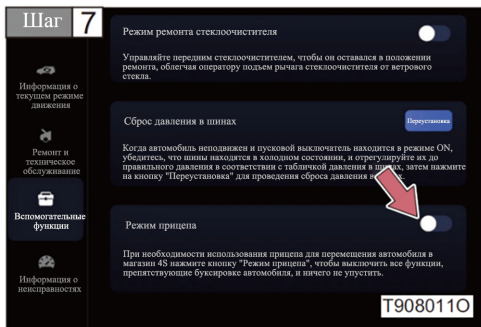 Шаг 7
Режим ремонта стеклоочистителя
Управляйте передним стеклоочистителем, чтобы он оставался в положении
ремонта, облегчая оператору подъем рычага стеклоочистителя от ветрового
стекла.
Информация о
текущем режиме
движения
Сброс давления в шинах
Переустановка
Когда автомобиль неподвижен и пусковой выключатель находится в режиме ON,
убедитесь, что шины находятся в холодном состоянии, и отрегулируйте их до
правильного давления в соответствии с табличкой давления в шинах, затем нажмите
на кнопку "Переустановка" для проведения сброса давления в
Ремонт и
техническое
обслуживание
Вспомогательные
функции
Режим прицепа
При необходимости использования прицепа для перемещения автомобиля в
магазин 4S нажмите кнопку "Режим прицепа", чтобы выключить все функции,
препятствующие буксировке автомобиля, и ничего не упустить.
Информация о
неисправностях
T908011O